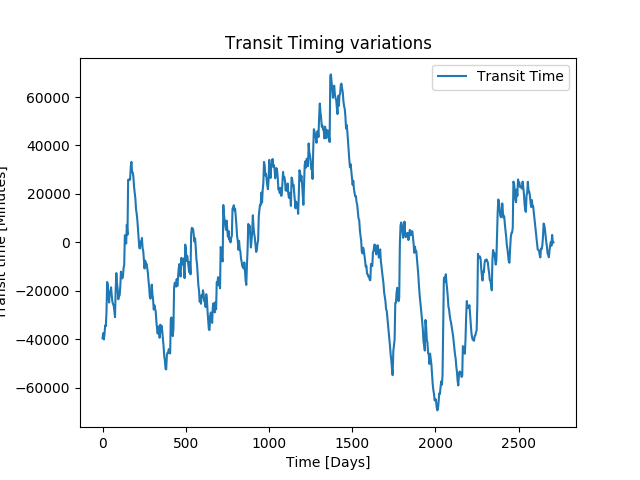 Transit Timing variations
Transit Time
60000
40000
20000
0
−20000
−40000
−60000
Transit time [Minutes]
0 500 1000 1500 2000 2500
Time [Days]